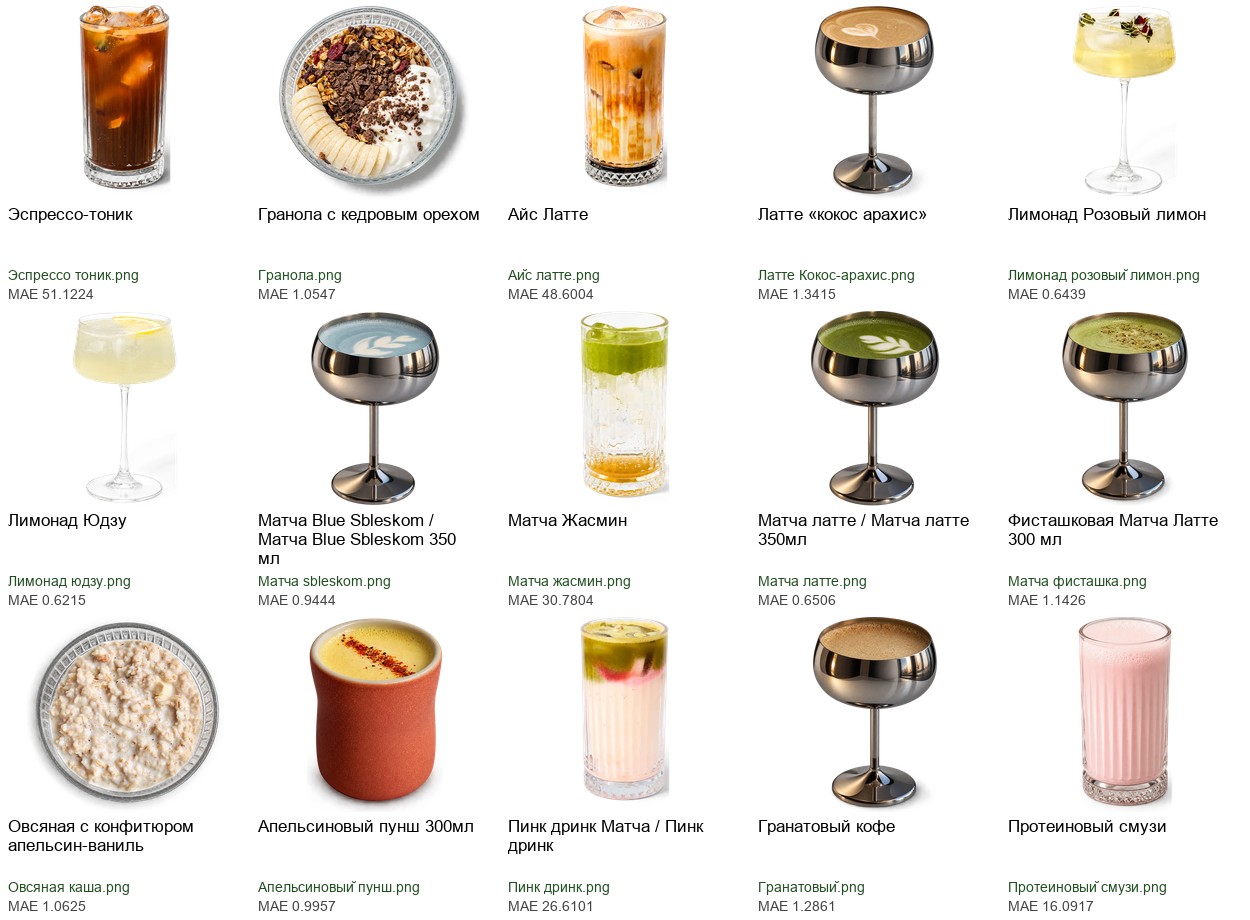 Эспрессо-тоник
Гранола с кедровым орехом
Айс Латте
Латте «кокос арахис»
Лимонад Розовый лимон
Эспрессо тоник.png
Гранола.png
Айс латте.png
Латте Кокос-арахис.png
Лимонад розовый лимон.png
MAE 51.1224
MAE 1.0547
MAE 48.6004
MAE 1.3415
MAE 0.6439
Лимонад Юдзу
Матча Blue Sbleskom /
Матча Blue Sbleskom 350
мл
Матча Жасмин
Матча латте / Матча латте
350мл
Фисташковая Матча Латте
300 мл
Лимонад юдзу.png
Матча sbleskom.png
Матча жасмин.png
Матча латте.png
Матча фисташка.png
MAE 0.6215
MAE 0.9444
MAE 30.7804
MAE 0.6506
MAE 1.1426
Овсяная с конфитюром
апельсин-ваниль
Апельсиновый пунш 300мл
Пинк дринк Матча / Пинк
дринк
Гранатовый кофе
Протеиновый смузи
Овсяная каша.png
Апельсиновый пунш.png
Пинк дринк.png
Гранатовый.png
Протеиновый смузи.png
MAE 1.0625
MAE 0.9957
MAE 26.6101
MAE 1.2861
MAE 16.0917